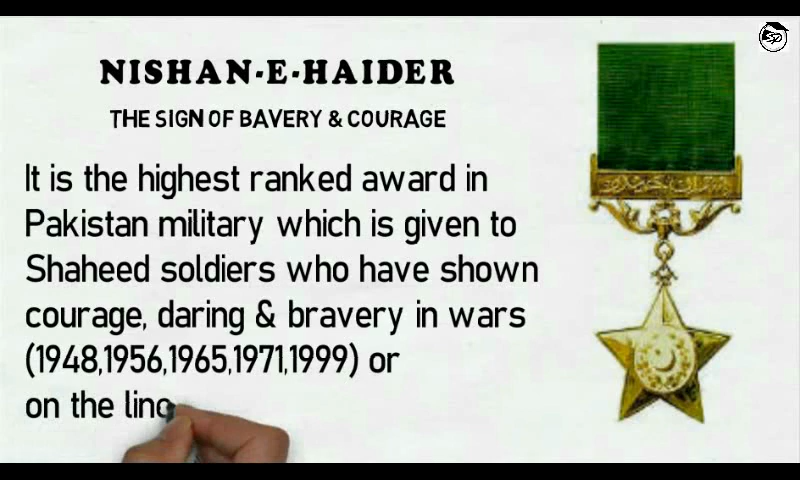 NISHAN-E-HAIDER
THE SIGN OF BAVERY & COURAGE
It is the highest ranked award in
Pakistan military which is given to
Shaheed soldiers who have shown
courage, daring & bravery in wars
(1948,1956,1965,1971,1999) or
on the